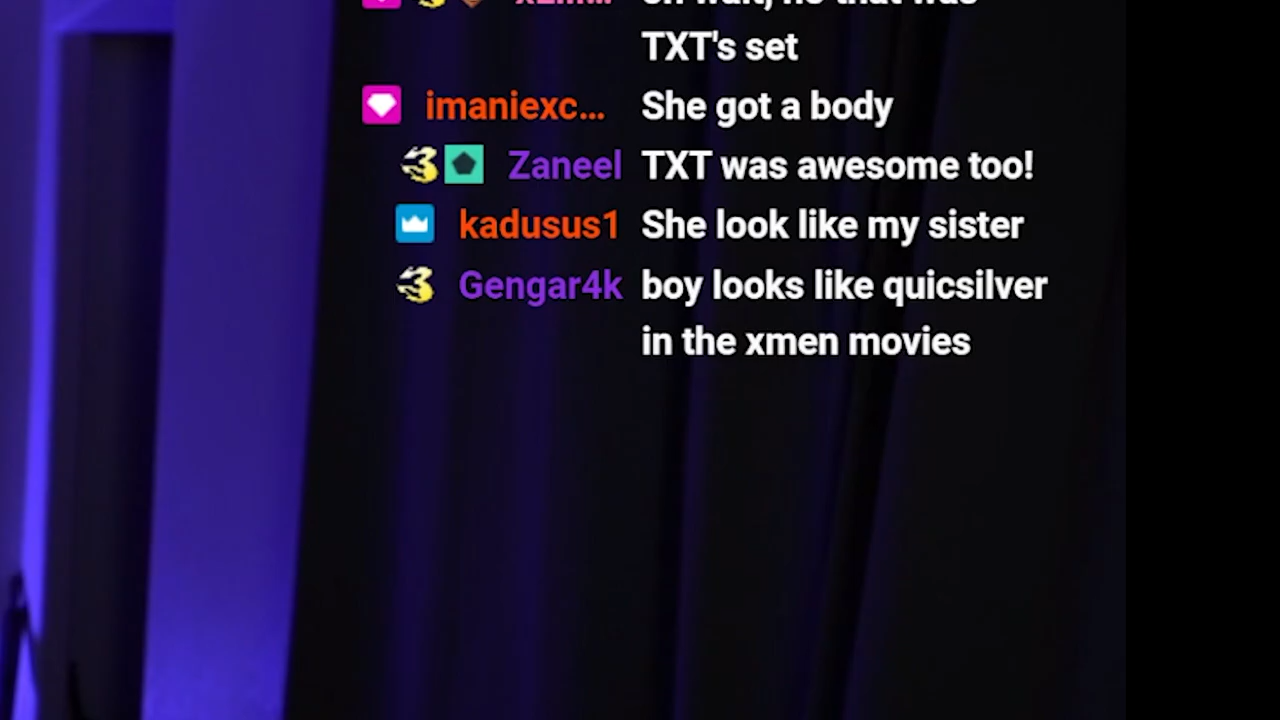 TXT's set
imaniexc... She got a body
Zaneel TXT was awesome too!
kadusus1 She look like my sister
Gengar4k boy looks like quicsilver
in the xmen movies